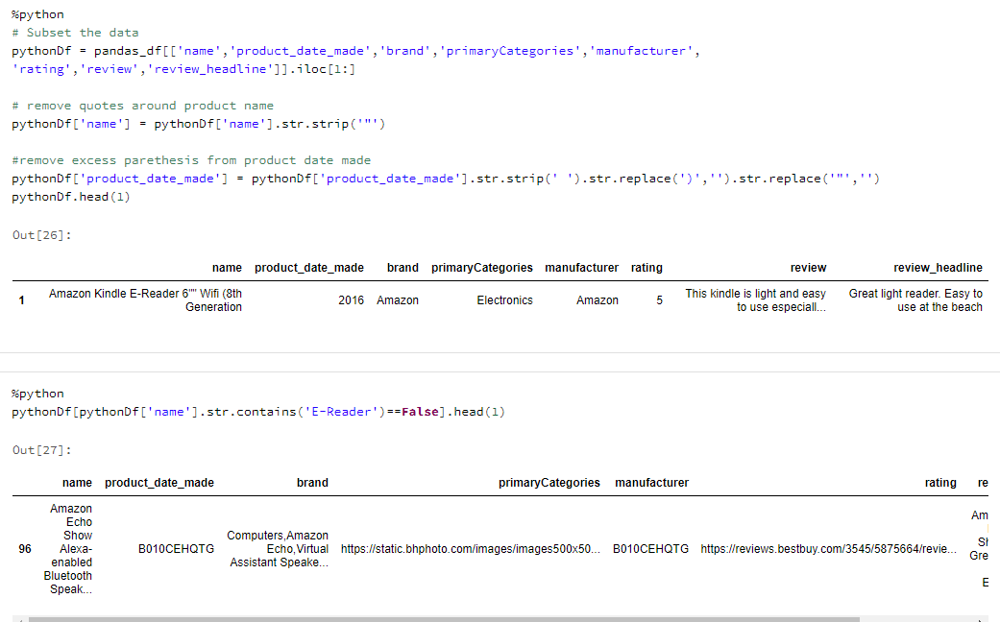 %python
# Subset the data
pythonDf = pandas_df[['name','product_date_made','brand','primaryCategories','manufacturer',
'rating','review','review_headline']].iloc[1:]
# remove quotes around product name
pythonDf['name'] = pythonDf['name'].str.strip('"')
#remove excess parethesis from product date made
pythonDf['product_date_made'] = pythonDf['product_date_made'].str.strip(' ').str.replace(')','').str.replace('"','')
pythonDf.head(1)
Out[26]:
name product_date_made brand primaryCategories manufacturer rating review review_headline
1 Amazon Kindle E-Reader 6"" Wifi (8th Generation 2016 Amazon Electronics Amazon 5 This kindle is light and easy to use especiall... Great light reader. Easy to use at the beach
%python
pythonDf[pythonDf['name'].str.contains('E-Reader')==False].head(1)
Out[27]:
name product_date_made brand primaryCategories manufacturer rating re
96 Amazon Echo Show Alexa-enabled Bluetooth Speak... B010CEHQTG Computers,Amazon Echo,Virtual Assistant Speake... https://static.bhphoto.com/images/images500x50... B010CEHQTG https://reviews.bestbuy.com/3545/5875664/revie... Am Gre E